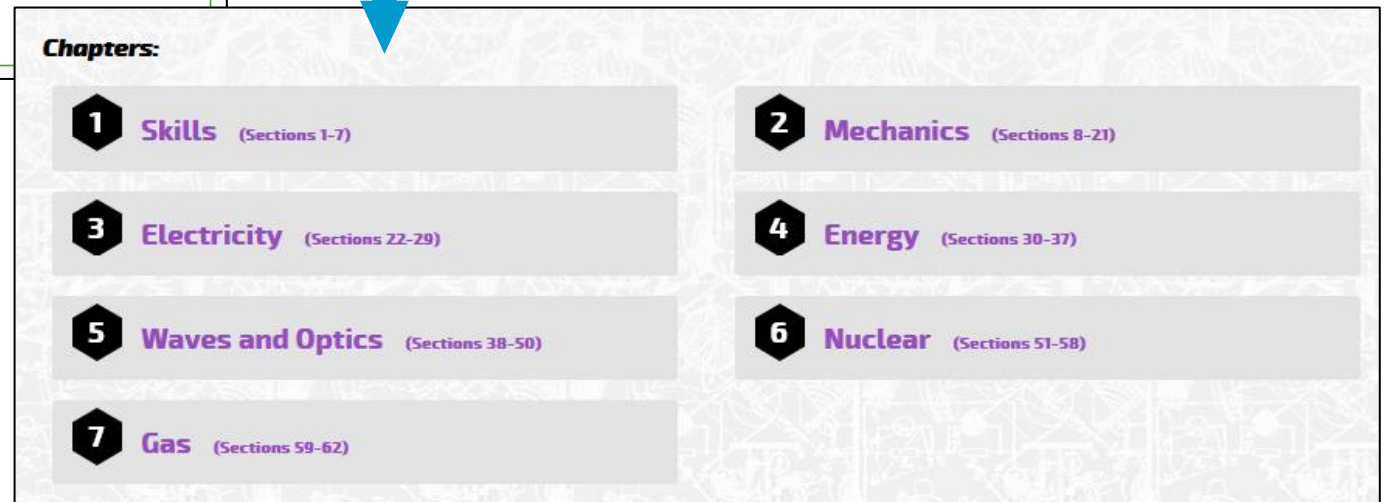 Chapters:
1 Skills (Sections 1-7)
2 Mechanics (Sections 8-21)
3 Electricity (Sections 22-29)
4 Energy (Sections 30-37)
5 Waves and Optics (Sections 38-50)
6 Nuclear (Sections 51-58)
7 Gas (Sections 59-62)